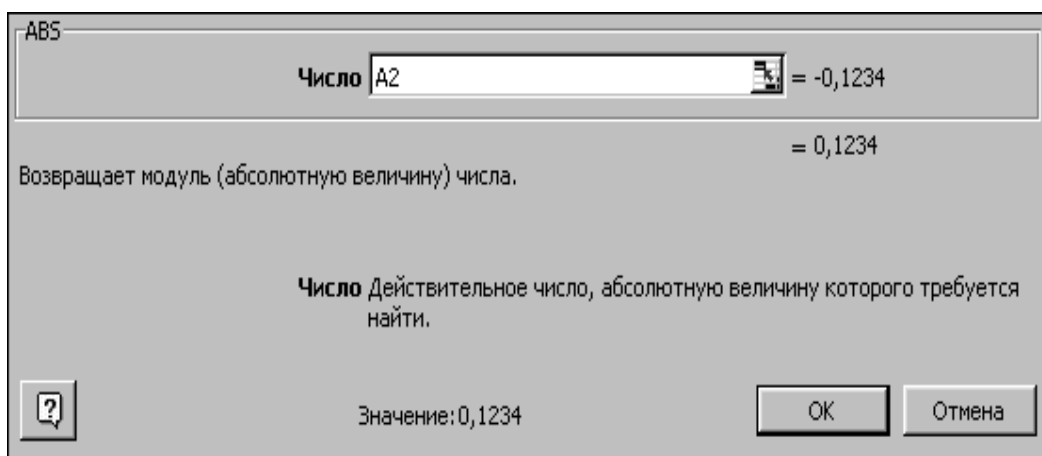 ABS
Число A2 = -0,1234
= 0,1234
Возвращает модуль (абсолютную величину) числа.
Число Действительное число, абсолютную величину которого требуется
найти.
? Значение:0,1234 ОК Отмена